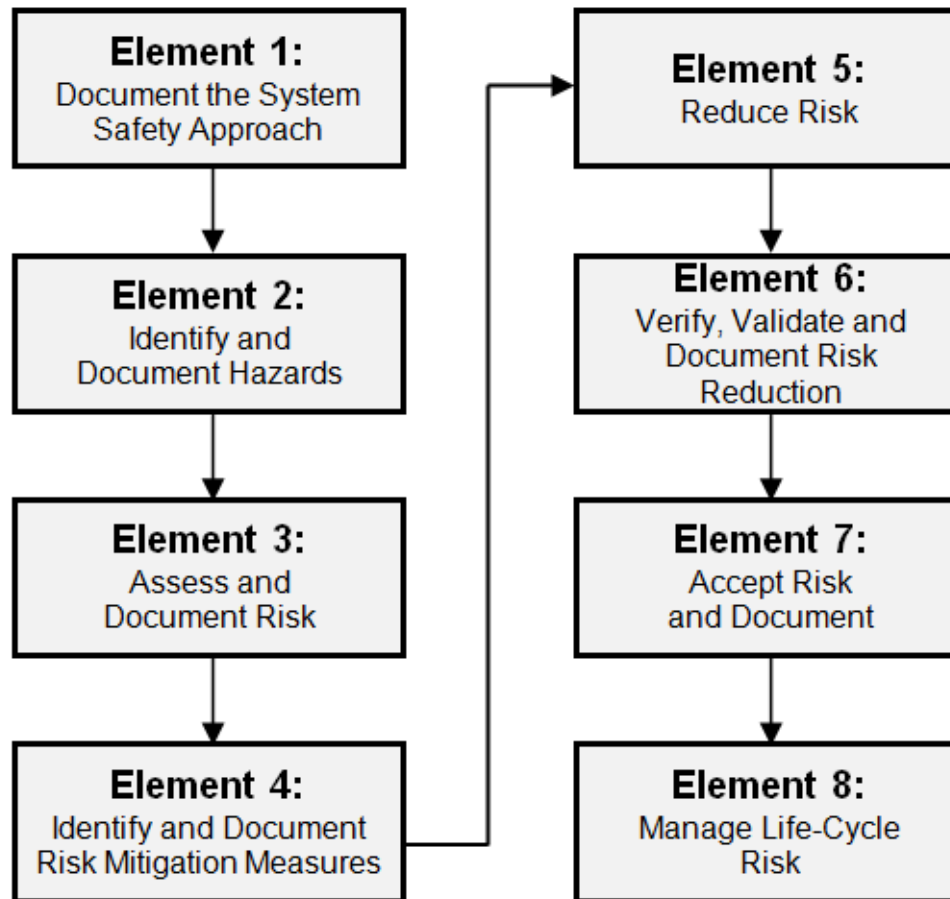 Element 1:
Document the System
Safety Approach
Element 2:
Identify and
Document Hazards
Element 3:
Assess and
Document Risk
Element 4:
Identify and Document
Risk Mitigation Measures
Element 5:
Reduce Risk
Element 6:
Verify, Validate and
Document Risk
Reduction
Element 7:
Accept Risk
and Document
Element 8:
Manage Life-Cycle
Risk